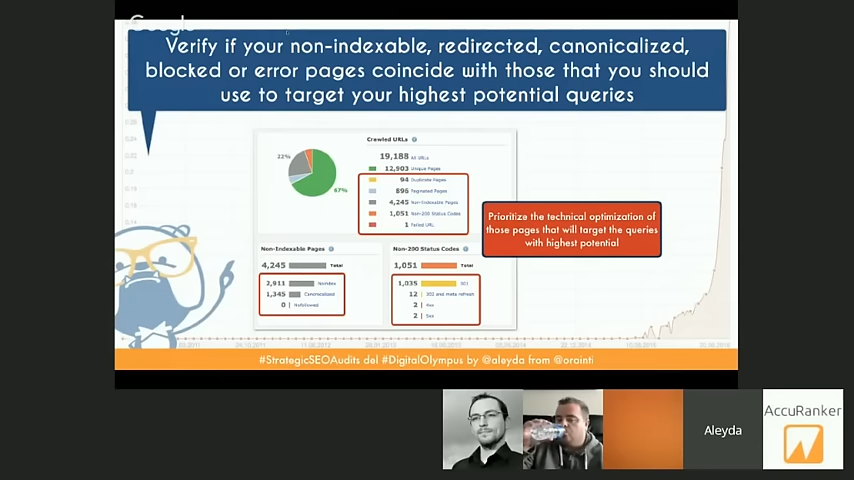 Google
Verify if your non-indexable, redirected, canonicalized,
blocked or error pages coincide with those that you should
use to target your highest potential queries
Crawled URLs
22%
67%
19,188 All URLs
12,903 Unique Pages
94 Duplicate Pages
896 Paginated Pages
4,245 Non-Indexable Pages
1,051 Non-200 Status Codes
1 Failed URL
Prioritize the technical optimization of
those pages that will target the queries
with highest potential
Non-Indexable Pages
4,245 Total
2,911 Noindex
1,345 Canonicalized
0 Nofollowed
Non-200 Status Codes
1,051 Total
1,035 301
12 302 and meta refresh
2 4xx
2 5xx
#StrategicSEOAudits del #DigitalOlympus by @aleyda from @orainti
Aleyda
AccuRanker